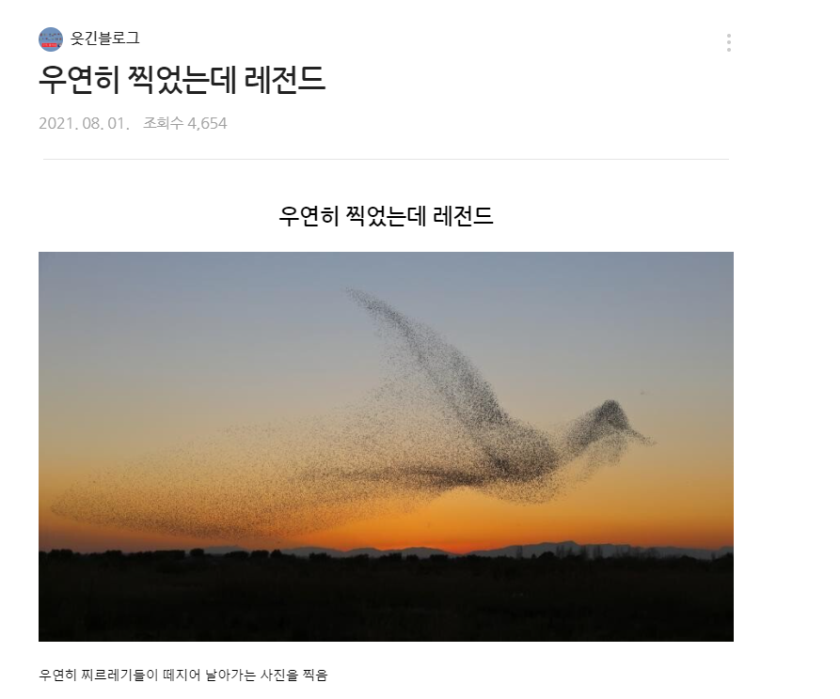 웃긴블로그
우연히 찍었는데 레전드
2021. 08. 01. 조회수 4,654
우연히 찍었는데 레전드
우연히 찌르레기들이 떼지어 날아가는 사진을 찍음